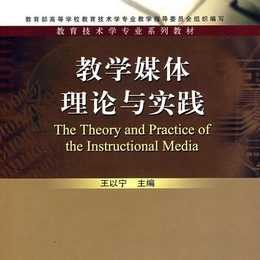 教育部高等学校教育技术学专业教学指导委员会组织编写
教育技术学专业系列教材
教学媒体
理论与实践
The Theory and Practice of
the Instructional Media
王以宁 主编